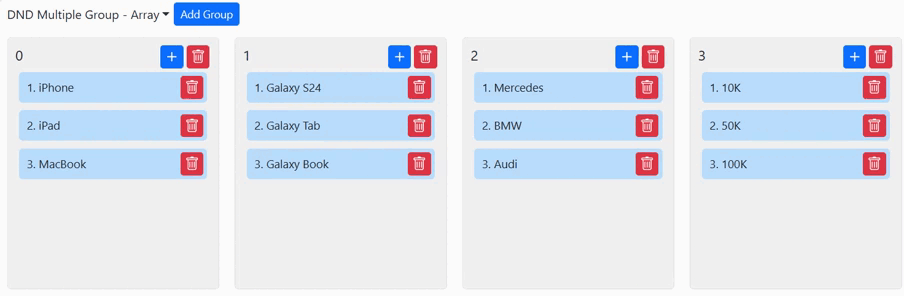 DND Multiple Group - Array Add Group
0
1. iPhone
2. iPad
3. MacBook
1
1. Galaxy S24
2. Galaxy Tab
3. Galaxy Book
2
1. Mercedes
2. BMW
3. Audi
3
1. 10K
2. 50K
3. 100K